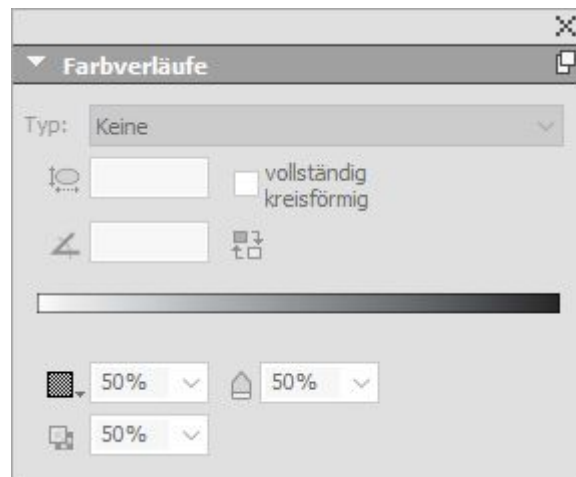 Farbverläufe
Typ: Keine
vollständig
kreisförmig
50% 50%
50%